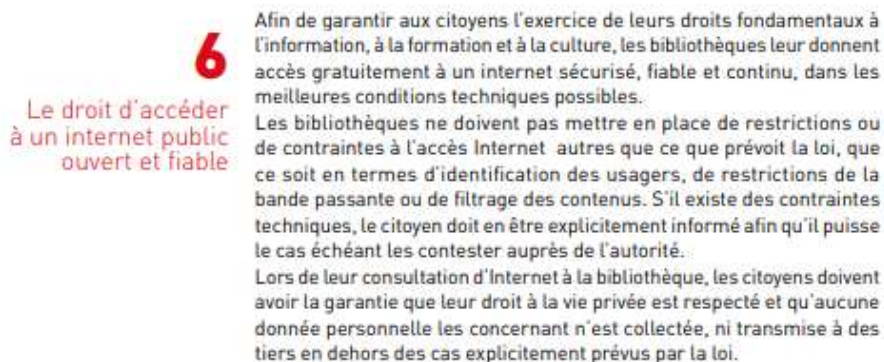 6
Le droit d'accéder
à un internet public
ouvert et fiable
Afin de garantir aux citoyens l'exercice de leurs droits fondamentaux à
l'information, à la formation et à la culture, les bibliothèques leur donnent
accès gratuitement à un internet sécurisé, fiable et continu, dans les
meilleures conditions techniques possibles.
Les bibliothèques ne doivent pas mettre en place de restrictions ou
de contraintes à l'accès Internet autres que ce que prévoit la loi, que
ce soit en termes d'identification des usagers, de restrictions de la
bande passante ou de filtrage des contenus. S'il existe des contraintes
techniques, le citoyen doit en être explicitement informé afin qu'il puisse
le cas échéant les contester auprès de l'autorité.
Lors de leur consultation d'Internet à la bibliothèque, les citoyens doivent
avoir la garantie que leur droit à la vie privée est respecté et qu'aucune
donnée personnelle les concernant n'est collectée, ni transmise à des
tiers en dehors des cas explicitement prévus par la loi.